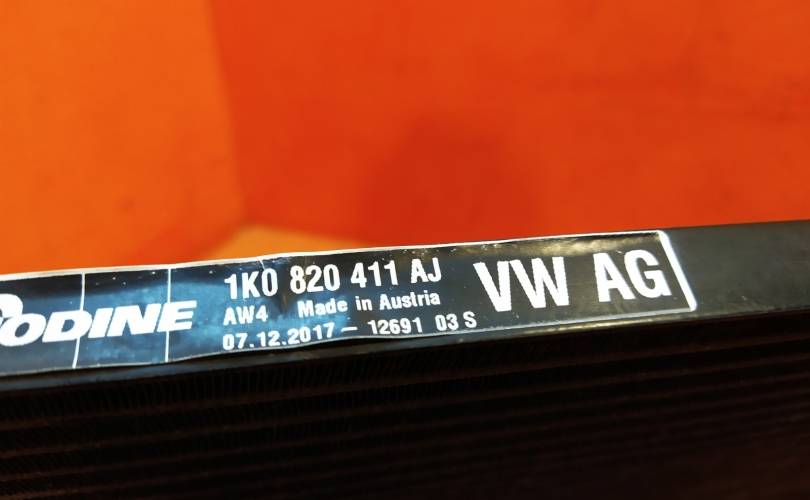 ODINE
1K0 820 411 AJ
AW4 Made in Austria
07.12.2017 - 12691 03 S
VW AG